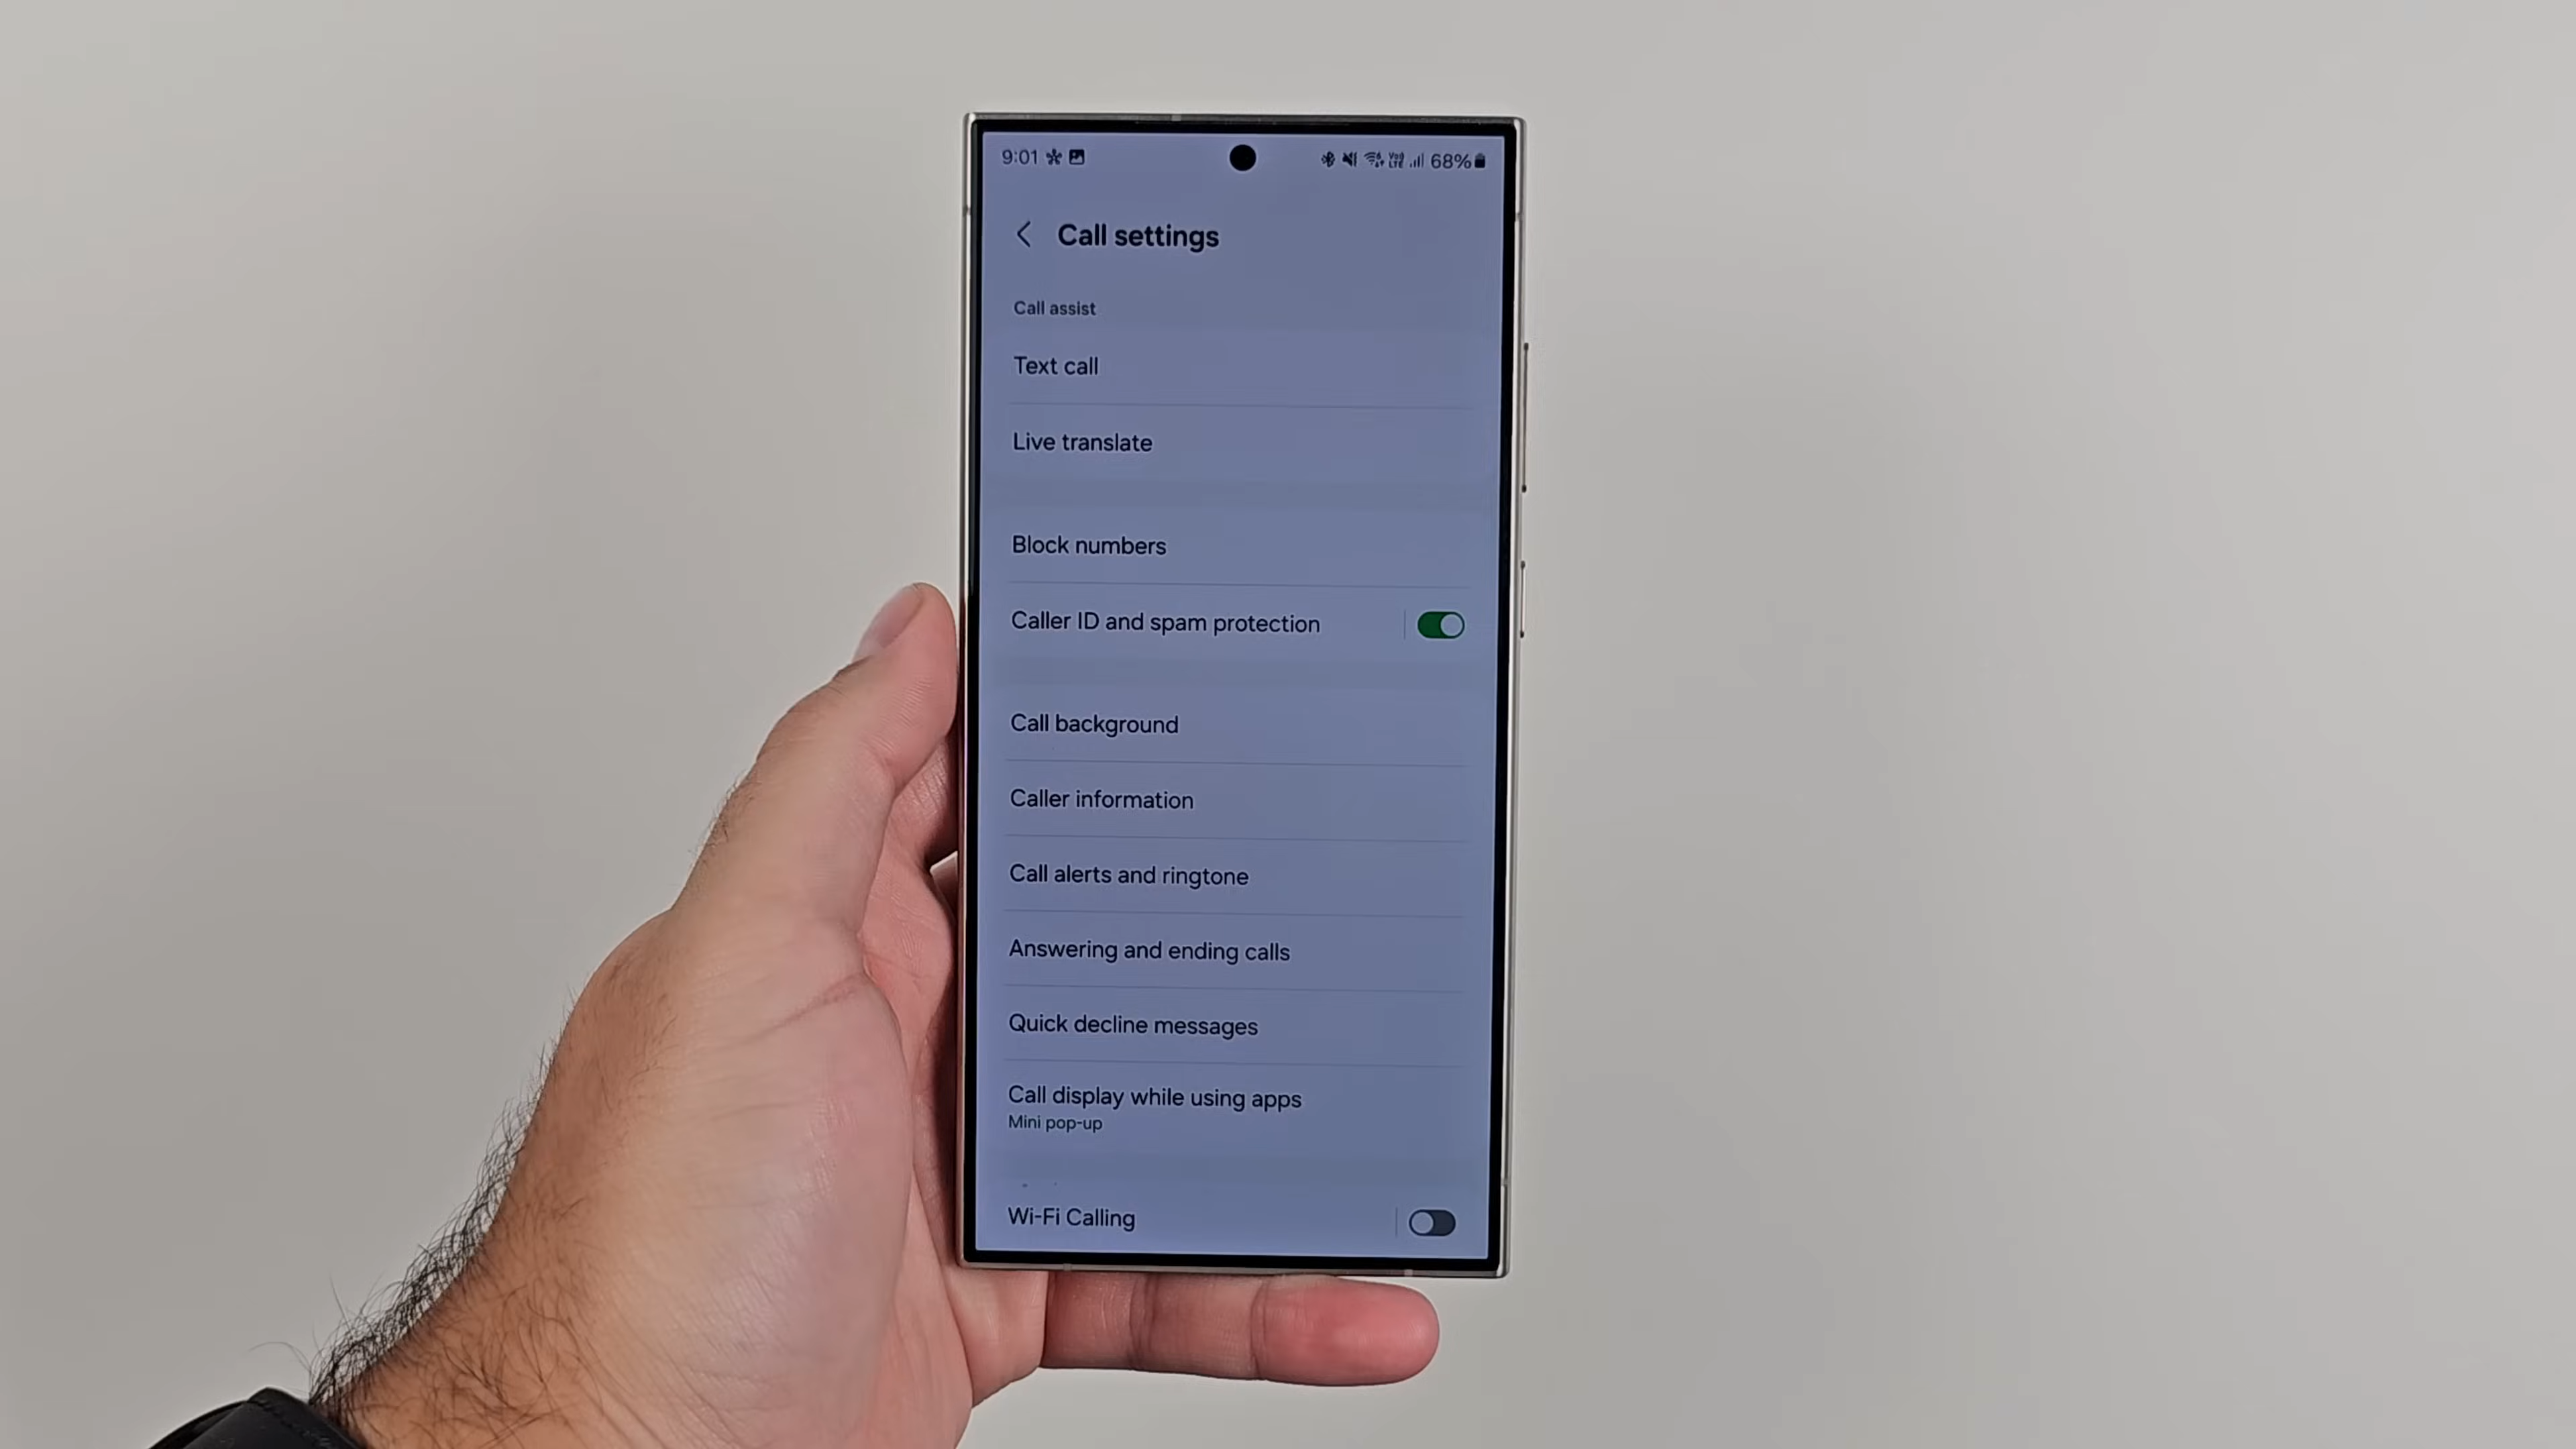 9:01 68%
Call settings
Call assist
Text call
Live translate
Block numbers
Caller ID and spam protection
Call background
Caller information
Call alerts and ringtone
Answering and ending calls
Quick decline messages
Call display while using apps
Mini pop-up
Wi-Fi Calling